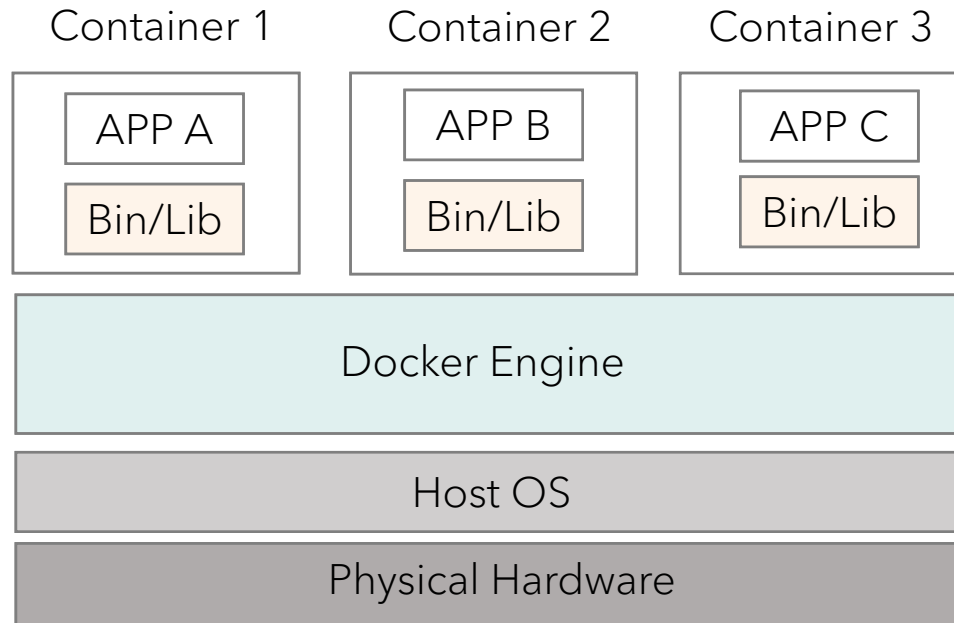 Container 1
Container 2
Container 3
APP A
APP B
APP C
Bin/Lib
Bin/Lib
Bin/Lib
Docker Engine
Host OS
Physical Hardware